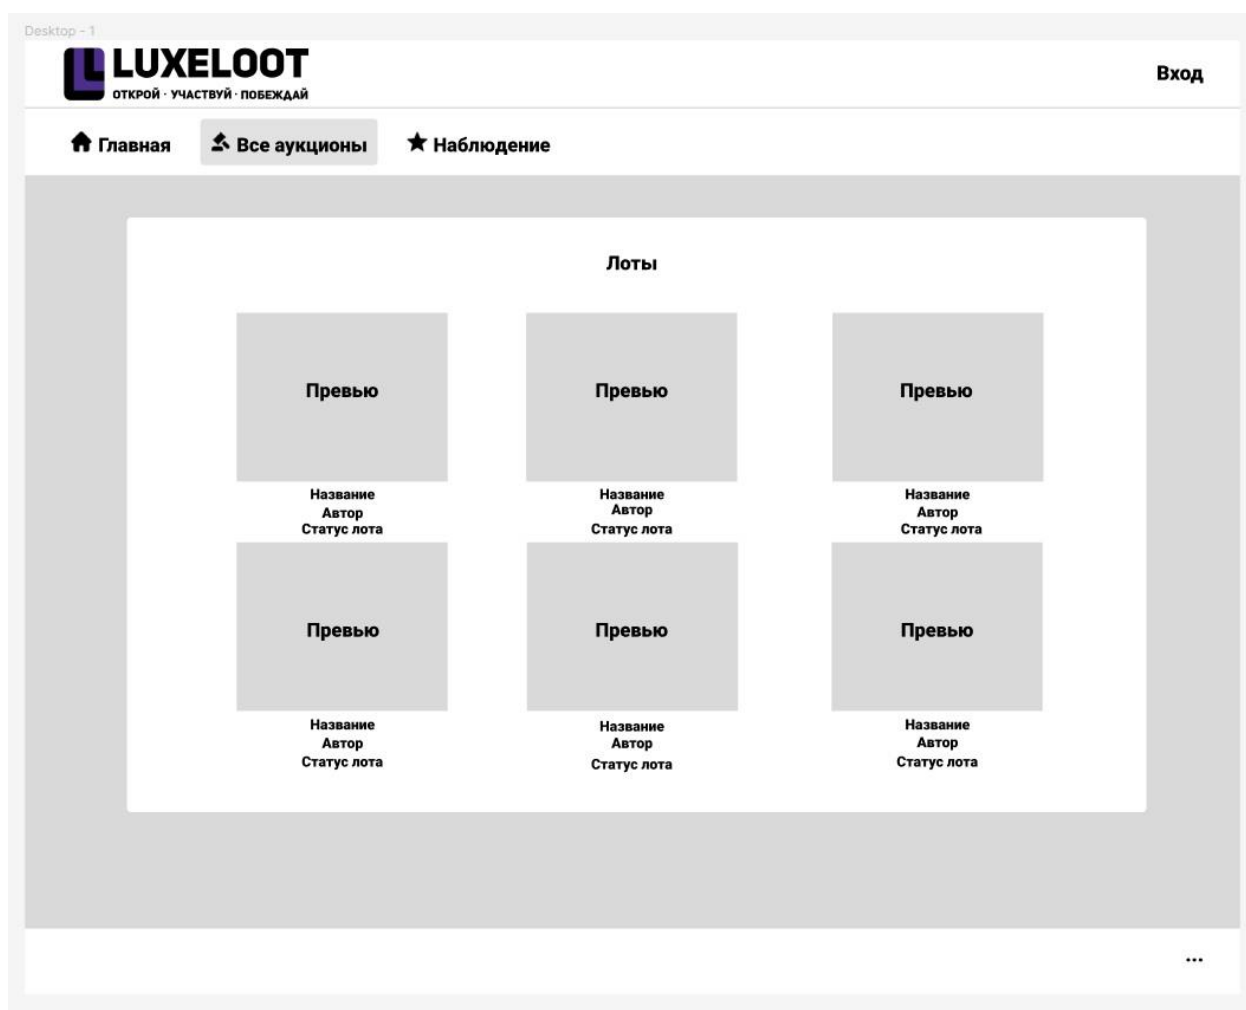 Desktop – 1
LUXELOOT
ОТКРОЙ · УЧАСТВУЙ · ПОБЕЖДАЙ
Вход
Главная
Все аукционы
Наблюдение
Лоты
Превью
Превью
Превью
Название
Автор
Статус лота
Название
Автор
Статус лота
Название
Автор
Статус лота
Превью
Превью
Превью
Название
Автор
Статус лота
Название
Автор
Статус лота
Название
Автор
Статус лота
...